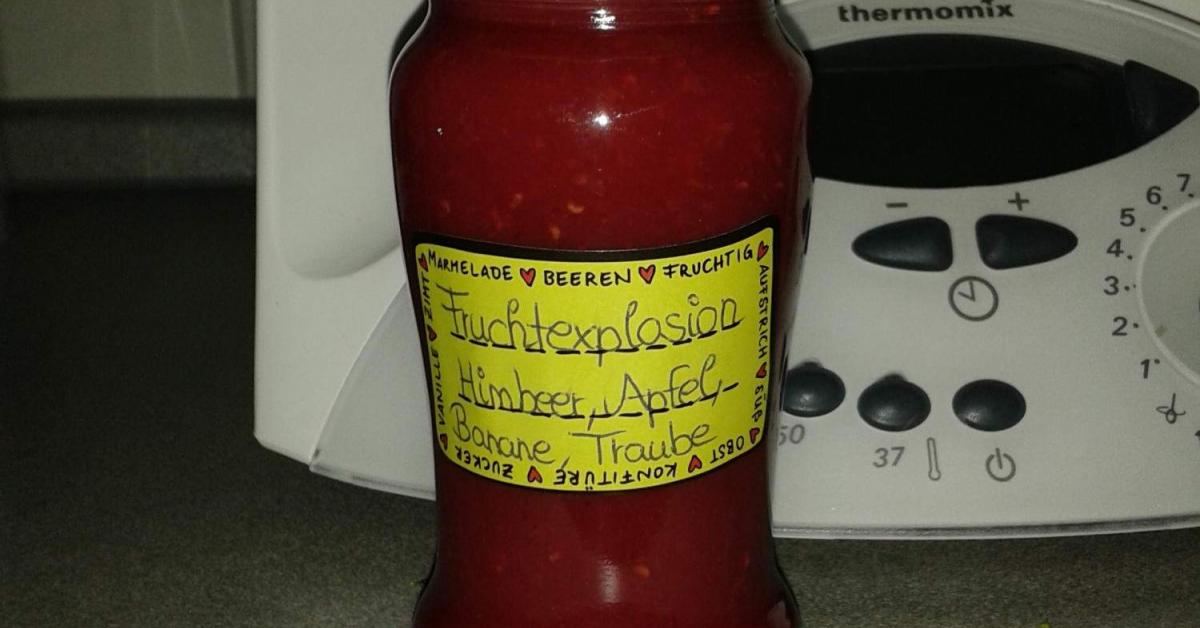 thermomix
MARMELADE ♥ BEEREN ♥ FRUCHTIG
AUFSTRICH ♥ SÜß
OBST ♥ KONFITÜRE ♥ ZUCKER
VANILLE ♥ ZIMT
Fruchtexplosion
Himbeer, Apfel,
Banane, Traube
- +
7
6
5
4
3
2
1
50 37